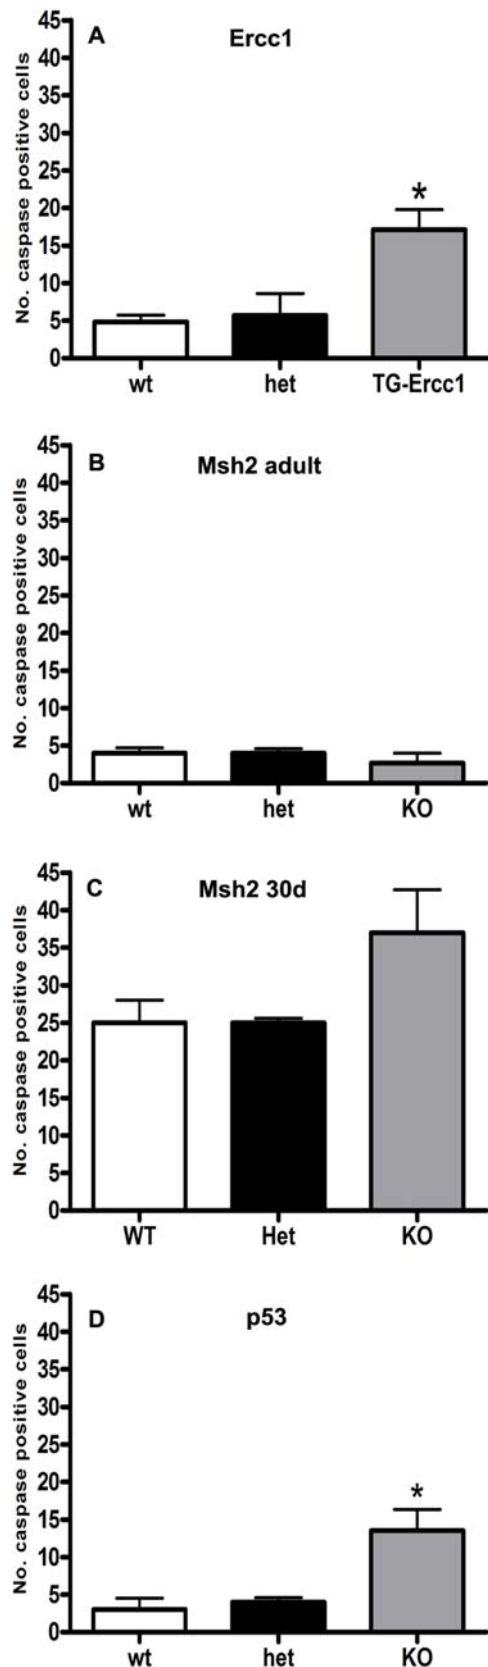 A
Ercc1
No. caspase positive cells
45
40
35
30
25
20
15
10
5
0
*
wt het TG-Ercc1
B
Msh2 adult
No. caspase positive cells
45
40
35
30
25
20
15
10
5
0
wt het KO
C
Msh2 30d
No. caspase positive cells
45
40
35
30
25
20
15
10
5
0
WT Het KO
D
p53
No. caspase positive cells
45
40
35
30
25
20
15
10
5
0
*
wt het KO